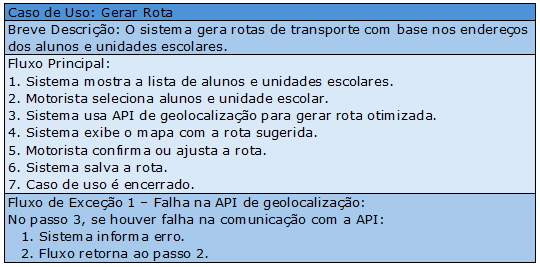 Caso de Uso: Gerar Rota
Breve Descrição: O sistema gera rotas de transporte com base nos endereços
dos alunos e unidades escolares.
Fluxo Principal:
1. Sistema mostra a lista de alunos e unidades escolares.
2. Motorista seleciona alunos e unidade escolar.
3. Sistema usa API de geolocalização para gerar rota otimizada.
4. Sistema exibe o mapa com a rota sugerida.
5. Motorista confirma ou ajusta a rota.
6. Sistema salva a rota.
7. Caso de uso é encerrado.
Fluxo de Exceção 1 – Falha na API de geolocalização:
No passo 3, se houver falha na comunicação com a API:
1. Sistema informa erro.
2. Fluxo retorna ao passo 2.